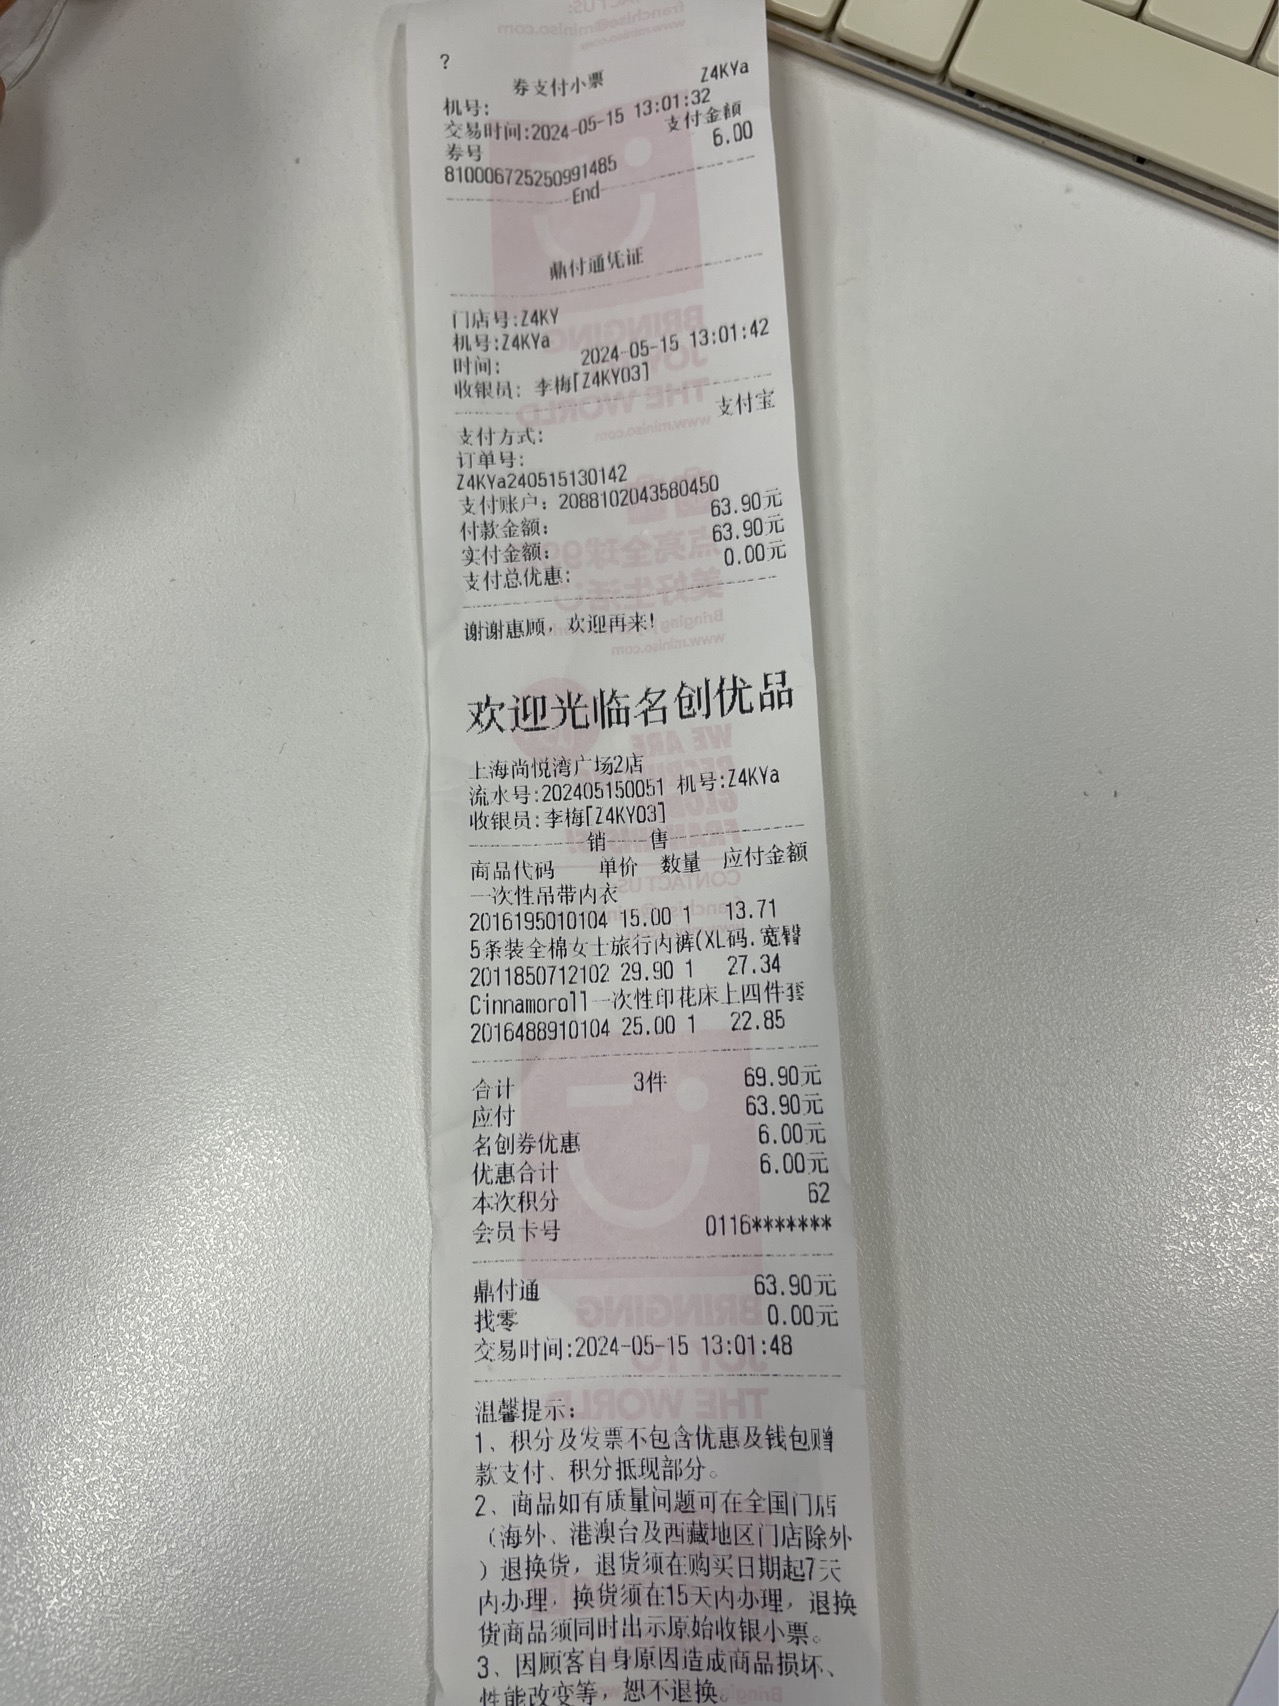 ?
券支付小票
机号: Z4KYa
交易时间:2024-05-15 13:01:32
券号 支付金额
810006725250991485 6.00
End
鼎付通凭证
门店号:Z4KY
机号:Z4KYa
时间: 2024-05-15 13:01:42
收银员: 李梅[Z4KY03]
支付方式: 支付宝
订单号:
Z4KYa240515130142
支付账户: 2088102043580450
付款金额: 63.90元
实付金额: 63.90元
支付总优惠: 0.00元
谢谢惠顾，欢迎再来!
欢迎光临名创优品
上海尚悦湾广场2店
流水号:202405150051 机号:Z4KYa
收银员:李梅[Z4KY03]
销 售
商品代码 单价 数量 应付金额
一次性吊带内衣
2016195010104 15.00 1 13.71
5条装全棉女士旅行内裤(XL码.宽臀
2011850712102 29.90 1 27.34
Cinnamoroll一次性印花床上四件套
2016488910104 25.00 1 22.85
合计 3件 69.90元
应付 63.90元
名创券优惠 6.00元
优惠合计 6.00元
本次积分 62
会员卡号 0116*******
鼎付通 63.90元
找零 0.00元
交易时间:2024-05-15 13:01:48
温馨提示:
1、积分及发票不包含优惠及钱包赠
款支付、积分抵现部分。
2、商品如有质量问题可在全国门店
（海外、港澳台及西藏地区门店除外
）退换货，退货须在购买日期起7天
内办理，换货须在15天内办理，退换
货商品须同时出示原始收银小票。
3、因顾客自身原因造成商品损坏、
性能改变等，恕不退换。